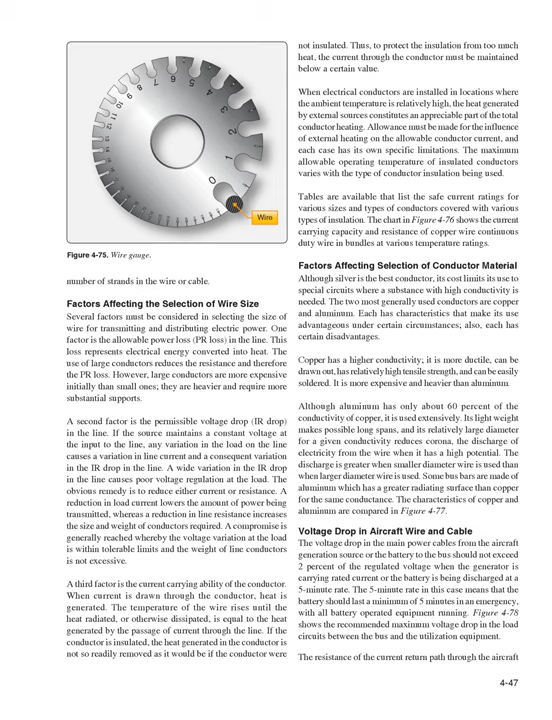 0
1
2
3
4
5
6
7
8
9
10
11
12
Wire
Figure 4-75. Wire gauge.
number of strands in the wire or cable.
Factors Affecting the Selection of Wire Size
Several factors must be considered in selecting the size of
wire for transmitting and distributing electric power. One
factor is the allowable power loss (PR loss) in the line. This
loss represents electrical energy converted into heat. The
use of large conductors reduces the resistance and therefore
the PR loss. However, large conductors are more expensive
initially than small ones; they are heavier and require more
substantial supports.
A second factor is the permissible voltage drop (IR drop)
in the line. If the source maintains a constant voltage at
the input to the line, any variation in the load on the line
causes a variation in line current and a consequent variation
in the IR drop in the line. A wide variation in the IR drop
in the line causes poor voltage regulation at the load. The
obvious remedy is to reduce either current or resistance. A
reduction in load current lowers the amount of power being
transmitted, whereas a reduction in line resistance increases
the size and weight of conductors required. A compromise is
generally reached whereby the voltage variation at the load
is within tolerable limits and the weight of line conductors
is not excessive.
A third factor is the current carrying ability of the conductor.
When current is drawn through the conductor, heat is
generated. The temperature of the wire rises until the
heat radiated, or otherwise dissipated, is equal to the heat
generated by the passage of current through the line. If the
conductor is insulated, the heat generated in the conductor is
not so readily removed as it would be if the conductor were
not insulated. Thus, to protect the insulation from too much
heat, the current through the conductor must be maintained
below a certain value.
When electrical conductors are installed in locations where
the ambient temperature is relatively high, the heat generated
by external sources constitutes an appreciable part of the total
conductor heating. Allowance must be made for the influence
of external heating on the allowable conductor current, and
each case has its own specific limitations. The maximum
allowable operating temperature of insulated conductors
varies with the type of conductor insulation being used.
Tables are available that list the safe current ratings for
various sizes and types of conductors covered with various
types of insulation. The chart in Figure 4-76 shows the current
carrying capacity and resistance of copper wire continuous
duty wire in bundles at various temperature ratings.
Factors Affecting Selection of Conductor Material
Although silver is the best conductor, its cost limits its use to
special circuits where a substance with high conductivity is
needed. The two most generally used conductors are copper
and aluminum. Each has characteristics that make its use
advantageous under certain circumstances; also, each has
certain disadvantages.
Copper has a higher conductivity; it is more ductile, can be
drawn out, has relatively high tensile strength, and can be easily
soldered. It is more expensive and heavier than aluminum.
Although aluminum has only about 60 percent of the
conductivity of copper, it is used extensively. Its light weight
makes possible long spans, and its relatively large diameter
for a given conductivity reduces corona, the discharge of
electricity from the wire when it has a high potential. The
discharge is greater when smaller diameter wire is used than
when larger diameter wire is used. Some bus bars are made of
aluminum which has a greater radiating surface than copper
for the same conductance. The characteristics of copper and
aluminum are compared in Figure 4-77.
Voltage Drop in Aircraft Wire and Cable
The voltage drop in the main power cables from the aircraft
generation source or the battery to the bus should not exceed
2 percent of the regulated voltage when the generator is
carrying rated current or the battery is being discharged at a
5-minute rate. The 5-minute rate in this case means that the
battery should last a minimum of 5 minutes in an emergency,
with all battery operated equipment running. Figure 4-78
shows the recommended maximum voltage drop in the load
circuits between the bus and the utilization equipment.
The resistance of the current return path through the aircraft
4-47